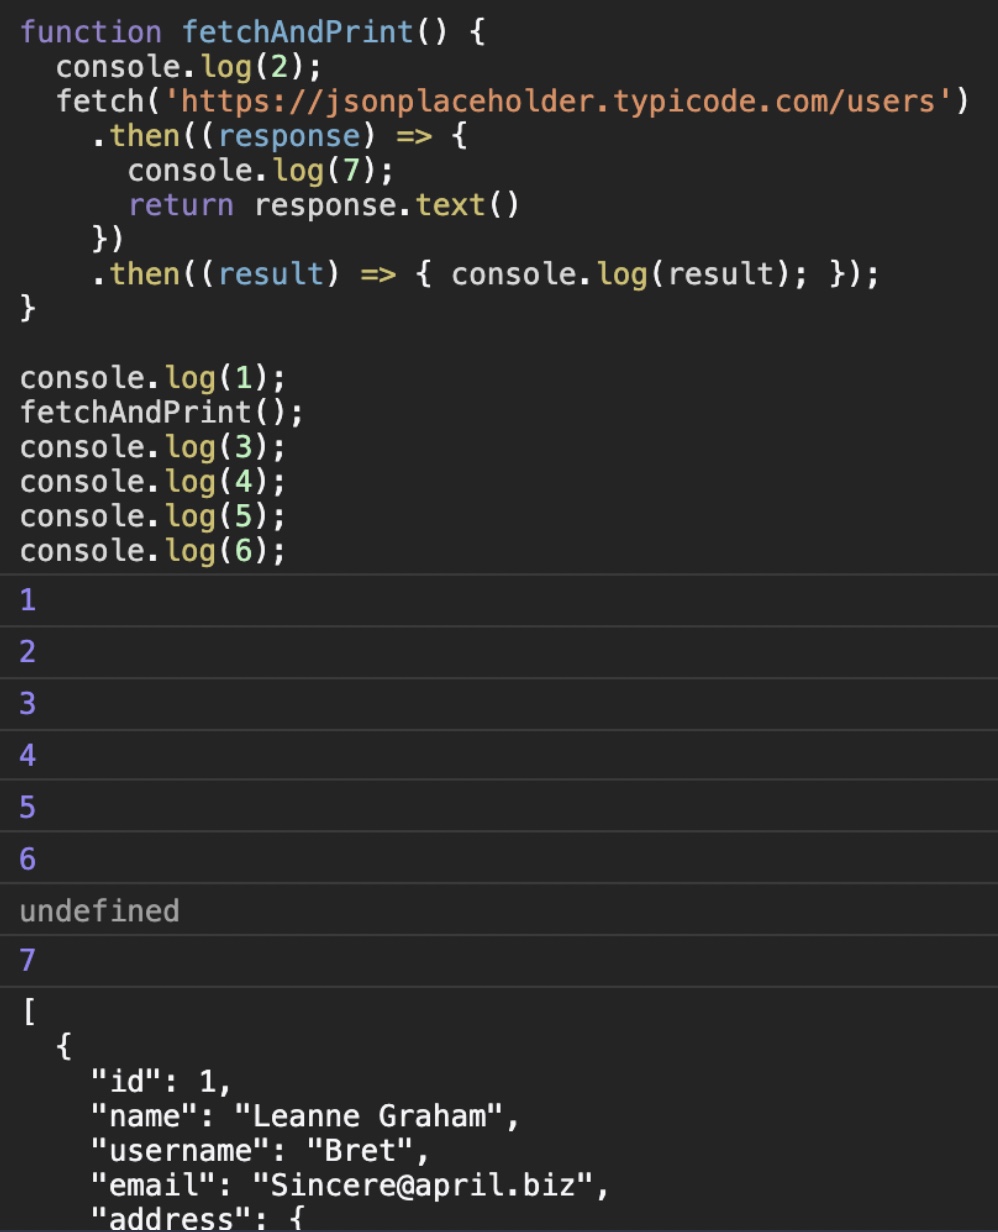 function fetchAndPrint() {
  console.log(2);
  fetch('https://jsonplaceholder.typicode.com/users')
    .then((response) => {
      console.log(7);
      return response.text()
    })
    .then((result) => { console.log(result); });
}

console.log(1);
fetchAndPrint();
console.log(3);
console.log(4);
console.log(5);
console.log(6);
1
2
3
4
5
6
undefined
7
[
  {
    "id": 1,
    "name": "Leanne Graham",
    "username": "Bret",
    "email": "Sincere@april.biz",
    "address": {